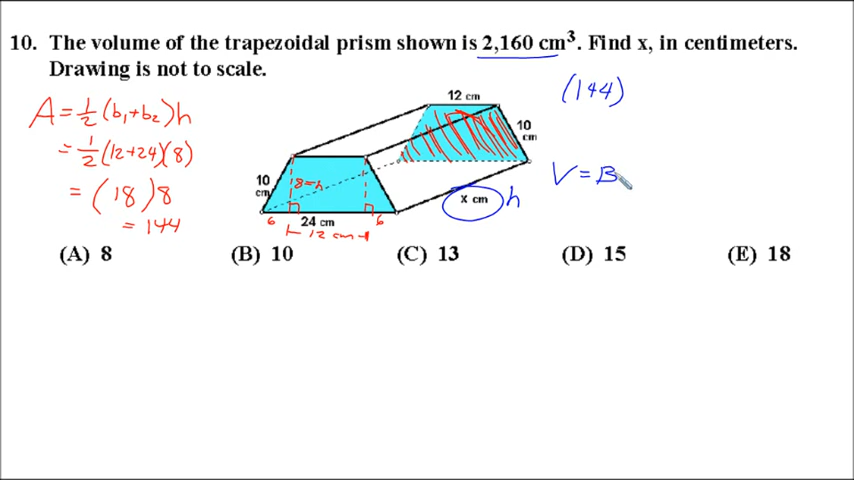 10. The volume of the trapezoidal prism shown is 2,160 cm³. Find x, in centimeters.
Drawing is not to scale.
(144)
A = 1/2 (b₁+b₂)h
= 1/2 (12+24)(8)
= (18)8
= 144
12 cm
10 cm
10 cm
8=h
x cm
h
V = B
6
24 cm
6
12 cm
(A) 8 (B) 10 (C) 13 (D) 15 (E) 18